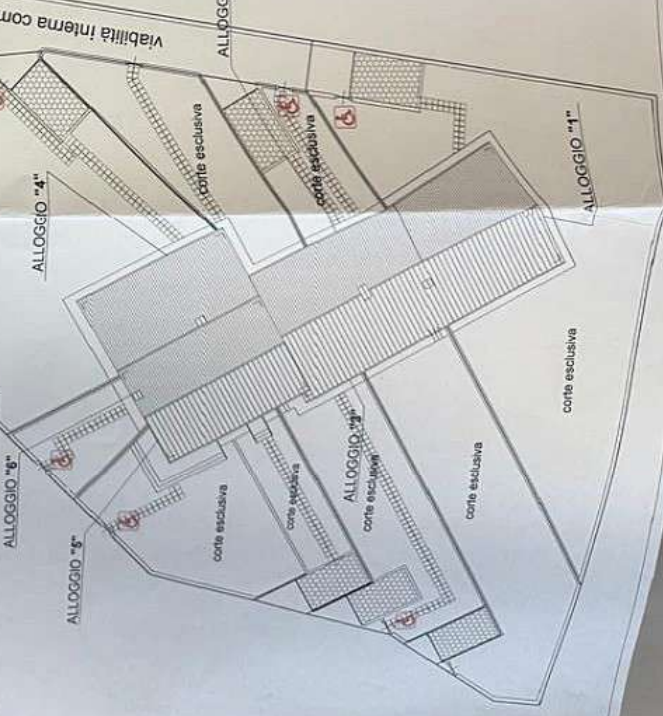 viabilità interna com
ALLOGG
ALLOGGIO "4"
corte esclusiva
corte esclusiva
ALLOGGIO "1"
ALLOGGIO "6"
ALLOGGIO "5"
corte esclusiva
corte esclusiva
ALLOGGIO
corte esclusiva
corte esclusiva
corte esclusiva